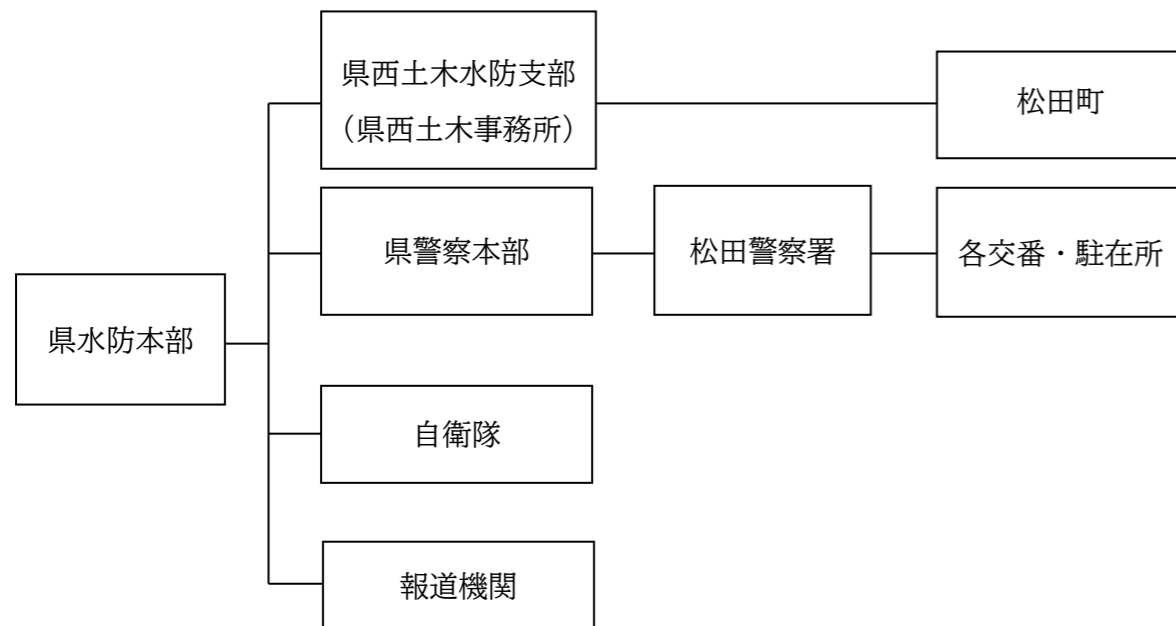 県西土木水防支部
（県西土木事務所）
松田町
県警察本部
松田警察署
各交番・駐在所
県水防本部
自衛隊
報道機関